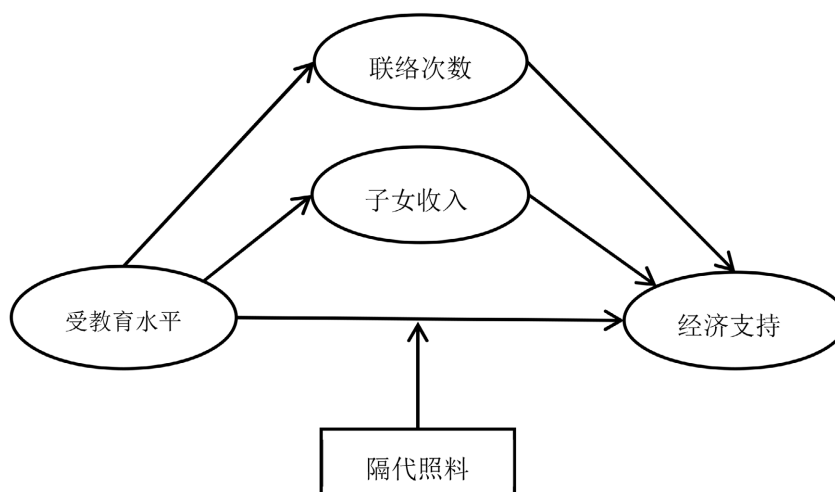 联络次数
子女收入
受教育水平
经济支持
隔代照料